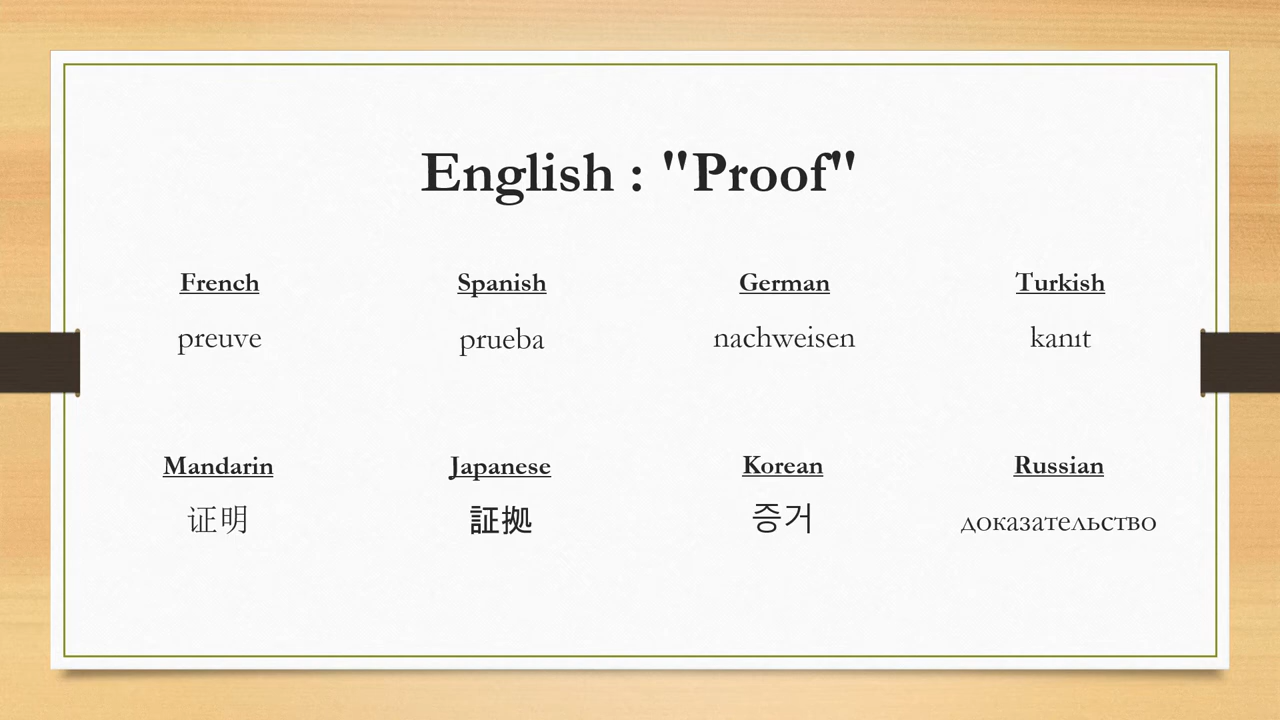 English : "Proof"
French
Spanish
German
Turkish
preuve
prueba
nachweisen
kanıt
Mandarin
Japanese
Korean
Russian
证明
証拠
증거
доказательство